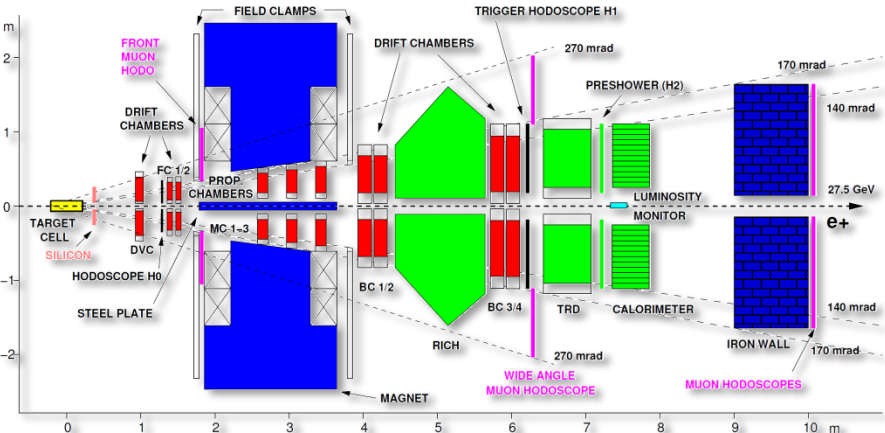 m
FIELD CLAMPS
TRIGGER HODOSCOPE H1
FRONT
MUON
HODO
DRIFT CHAMBERS
270 mrad
170 mrad
2
PRESHOWER (H2)
DRIFT
CHAMBERS
140 mrad
1
FC 1/2
PROP.
CHAMBERS
27.5 GeV
LUMINOSITY
0
MONITOR
e+
TARGET
CELL
SILICON
DVC
MC 1-3
HODOSCOPE H0
STEEL PLATE
-1
BC 1/2
BC 3/4
TRD
CALORIMETER
140 mrad
RICH
IRON WALL
170 mrad
-2
270 mrad
WIDE ANGLE
MUON HODOSCOPE
MUON HODOSCOPES
MAGNET
0 1 2 3 4 5 6 7 8 9 10 m